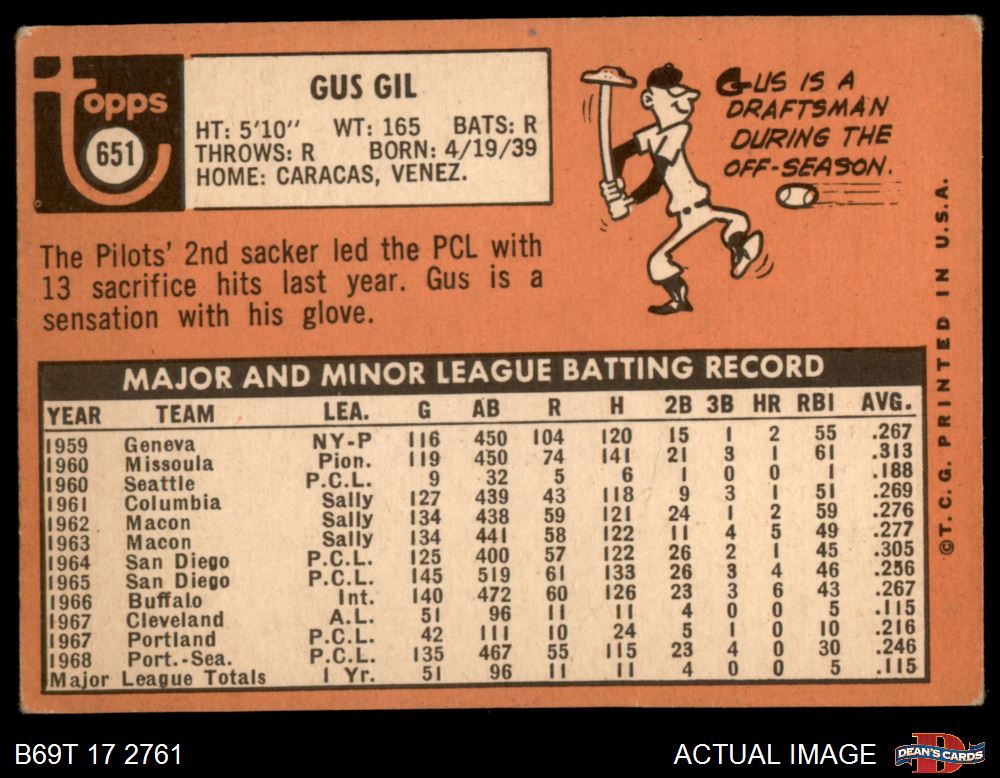 topps
651
GUS GIL
HT: 5'10" WT: 165 BATS: R
THROWS: R BORN: 4/19/39
HOME: CARACAS, VENEZ.
GUS IS A
DRAFTSMAN
DURING THE
OFF-SEASON.
The Pilots' 2nd sacker led the PCL with
13 sacrifice hits last year. Gus is a
sensation with his glove.
MAJOR AND MINOR LEAGUE BATTING RECORD
YEAR TEAM LEA. G AB R H 2B 3B HR RBI AVG.
1959 Geneva NY-P 116 450 104 120 15 1 2 55 .267
1960 Missoula Pion. 119 450 74 141 21 3 1 61 .313
1960 Seattle P.C.L. 9 32 5 6 1 0 0 1 .188
1961 Columbia Sally 127 439 43 118 9 3 1 51 .269
1962 Macon Sally 134 438 59 121 24 1 2 59 .276
1963 Macon Sally 134 441 58 122 11 4 5 49 .277
1964 San Diego P.C.L. 125 400 57 122 26 2 1 45 .305
1965 San Diego P.C.L. 145 519 61 133 26 3 4 46 .256
1966 Buffalo Int. 140 472 60 126 23 3 6 43 .267
1967 Cleveland A.L. 51 96 11 11 4 0 0 5 .115
1967 Portland P.C.L. 42 111 10 24 5 1 0 10 .216
1968 Port.-Sea. P.C.L. 135 467 55 115 23 4 0 30 .246
Major League Totals 1 Yr. 51 96 11 11 4 0 0 5 .115
©T.C.G. PRINTED IN U.S.A.
B69T 17 2761
ACTUAL IMAGE
D
DEAN'S CARDS